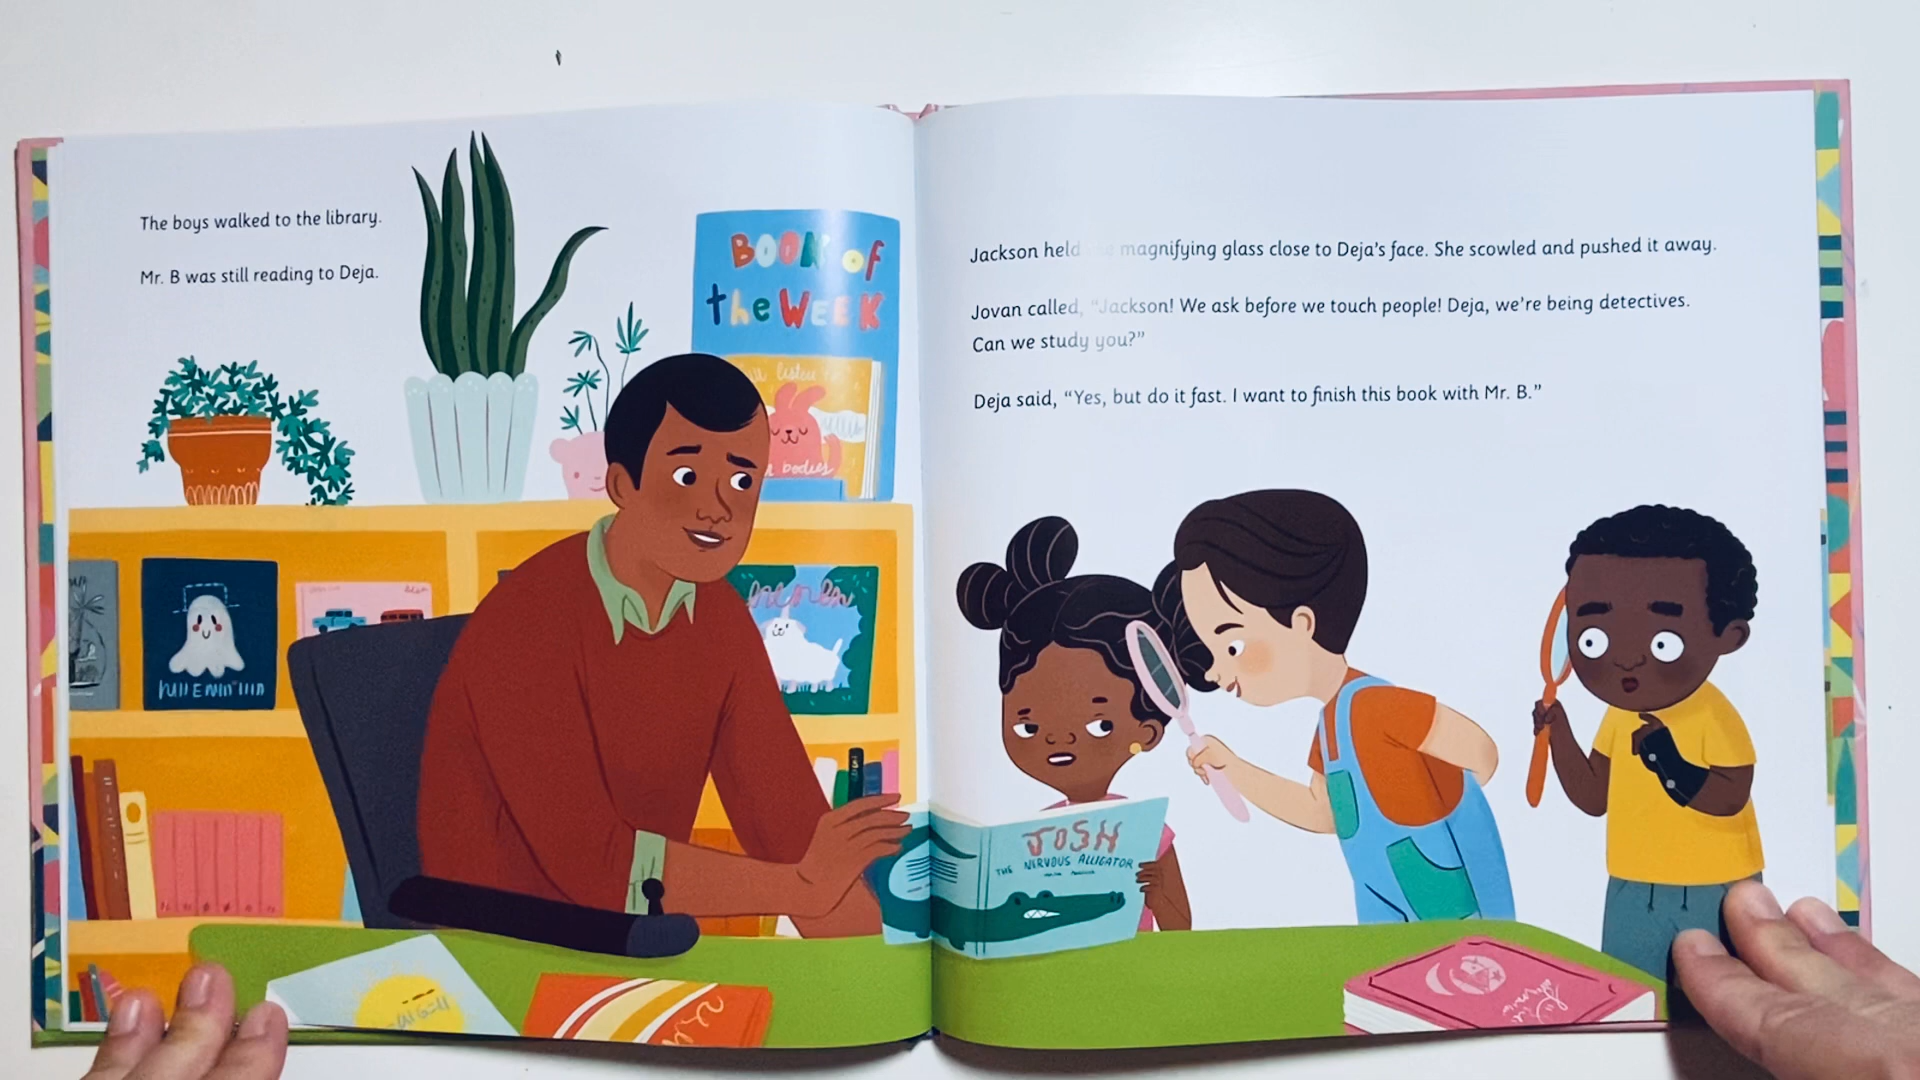 The boys walked to the library.
Mr. B was still reading to Deja.
BOOK of
the WEEK
listen
bodies
Jackson held magnifying glass close to Deja's face. She scowled and pushed it away.
Jovan called, "Jackson! We ask before we touch people! Deja, we're being detectives.
Can we study you?"
Deja said, "Yes, but do it fast. I want to finish this book with Mr. B."
JOSH
THE NERVOUS ALLIGATOR